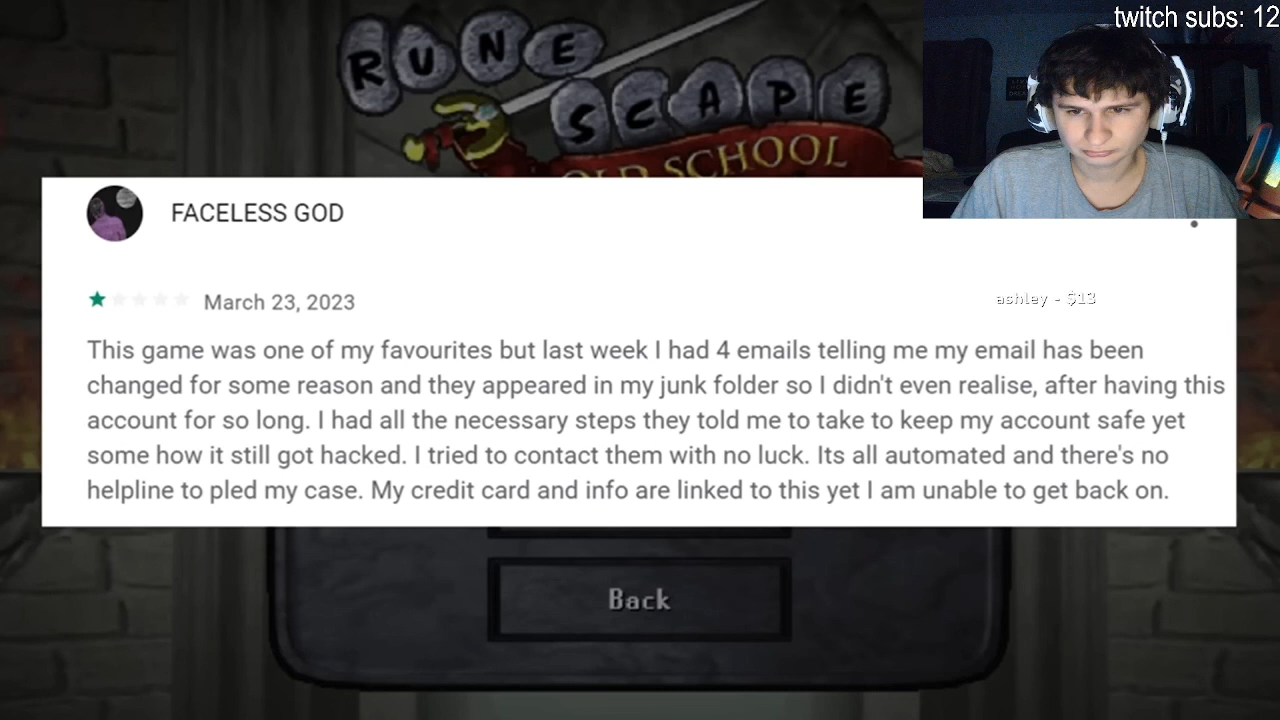 twitch subs: 12
RUNE
SCAPE
OLD SCHOOL
FACELESS GOD
March 23, 2023
ashley - $13
This game was one of my favourites but last week I had 4 emails telling me my email has been
changed for some reason and they appeared in my junk folder so I didn't even realise, after having this
account for so long. I had all the necessary steps they told me to take to keep my account safe yet
some how it still got hacked. I tried to contact them with no luck. Its all automated and there's no
helpline to pled my case. My credit card and info are linked to this yet I am unable to get back on.
Back